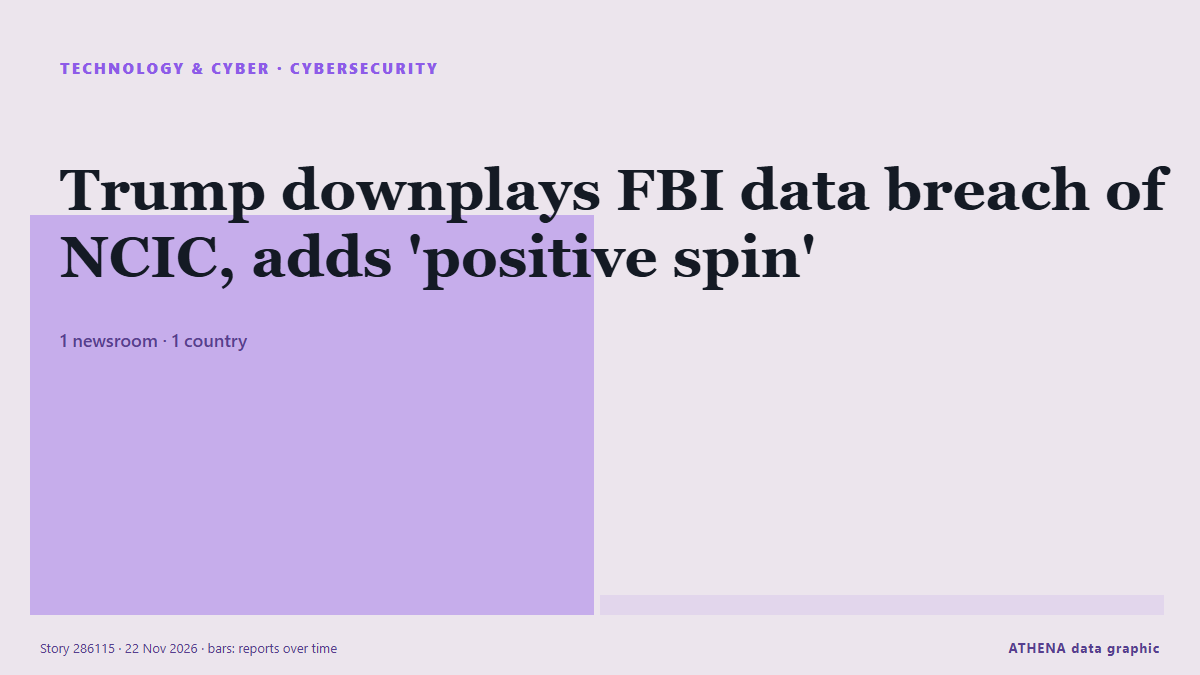 TECHNOLOGY & CYBER · CYBERSECURITY
Trump downplays FBI data breach of
NCIC, adds 'positive spin'
1 newsroom · 1 country
Story 286115 · 22 Nov 2026 · bars: reports over time
ATHENA data graphic